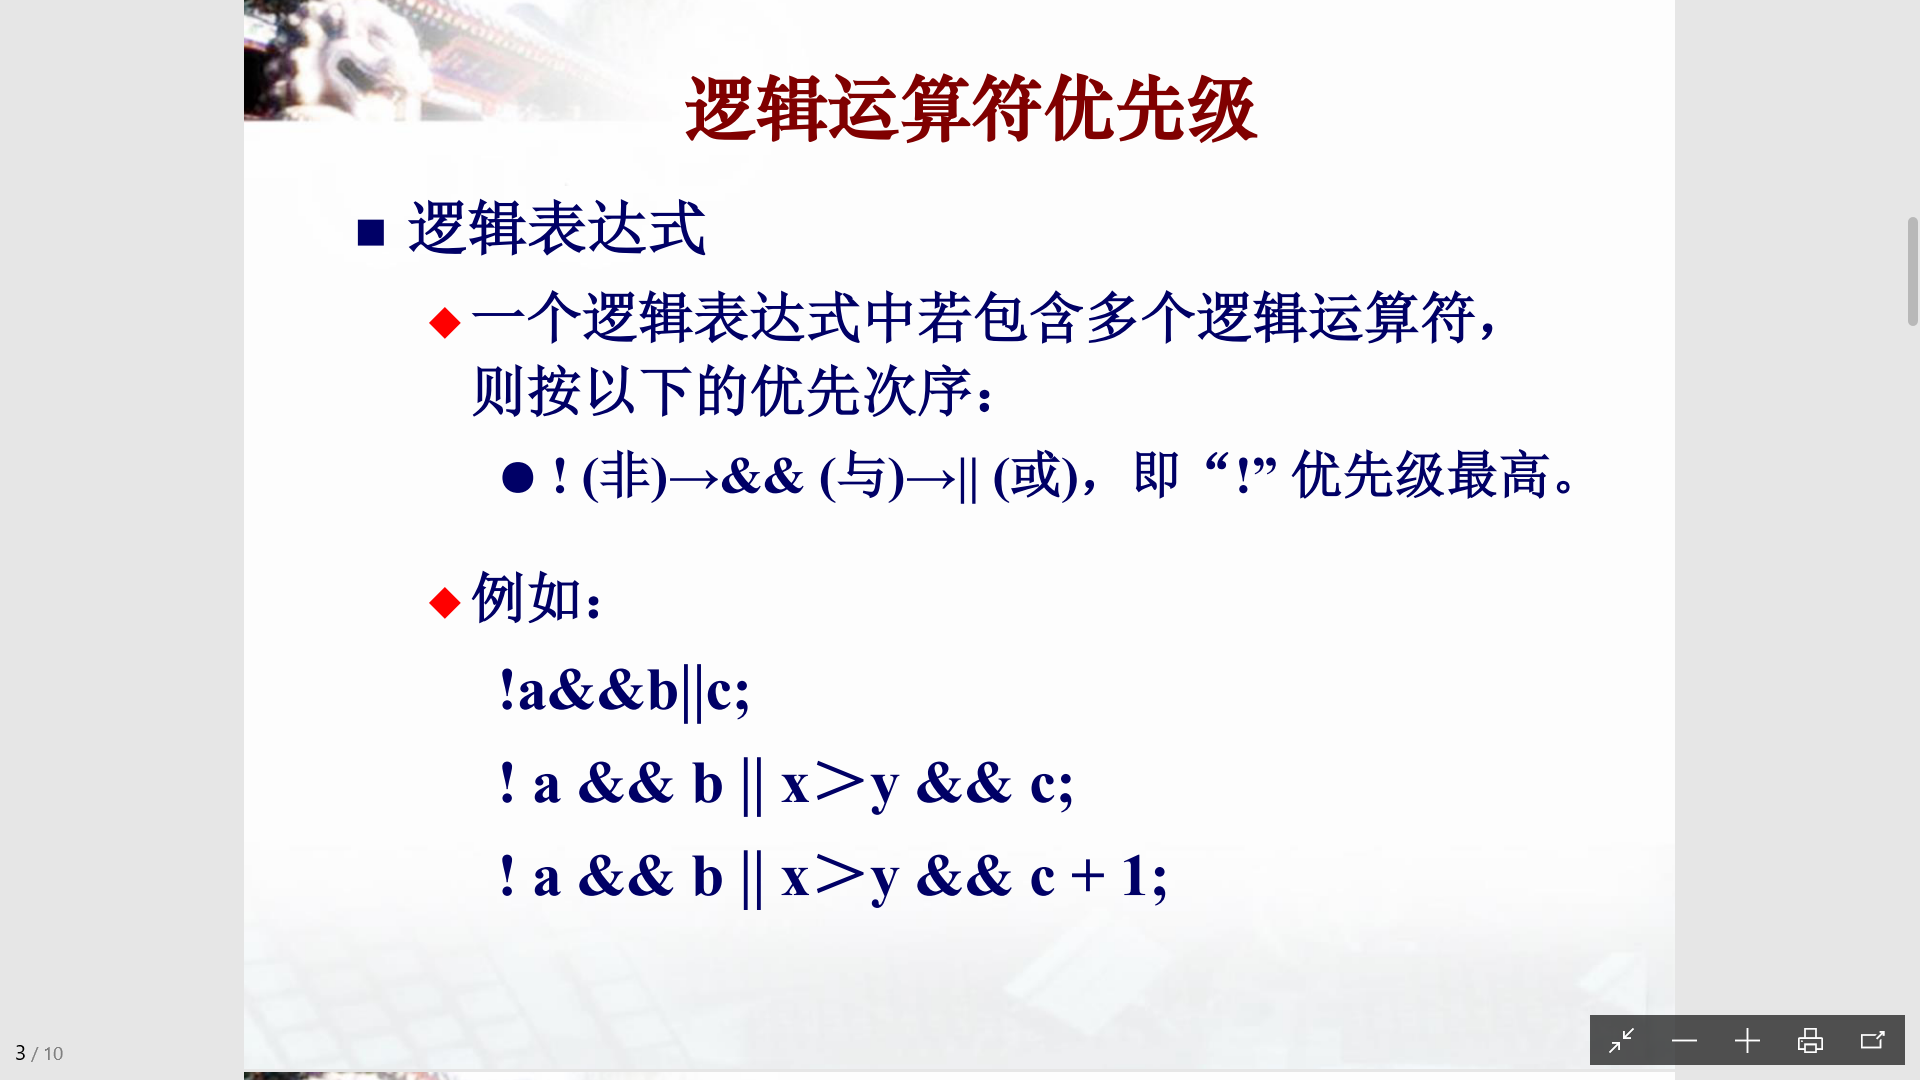 逻辑运算符优先级
■ 逻辑表达式
◆一个逻辑表达式中若包含多个逻辑运算符，
则按以下的优先次序：
● ! (非)→&& (与)→|| (或)，即“!” 优先级最高。
◆例如：
!a&&b||c;
! a && b || x＞y && c;
! a && b || x＞y && c + 1;
3 / 10